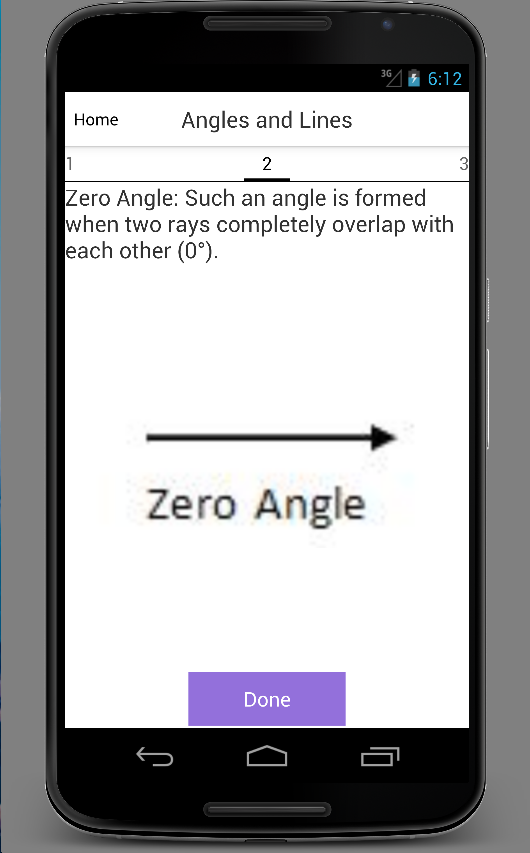 3G 6:12
Home Angles and Lines
1 2 3
Zero Angle: Such an angle is formed
when two rays completely overlap with
each other (0°).
Zero Angle
Done